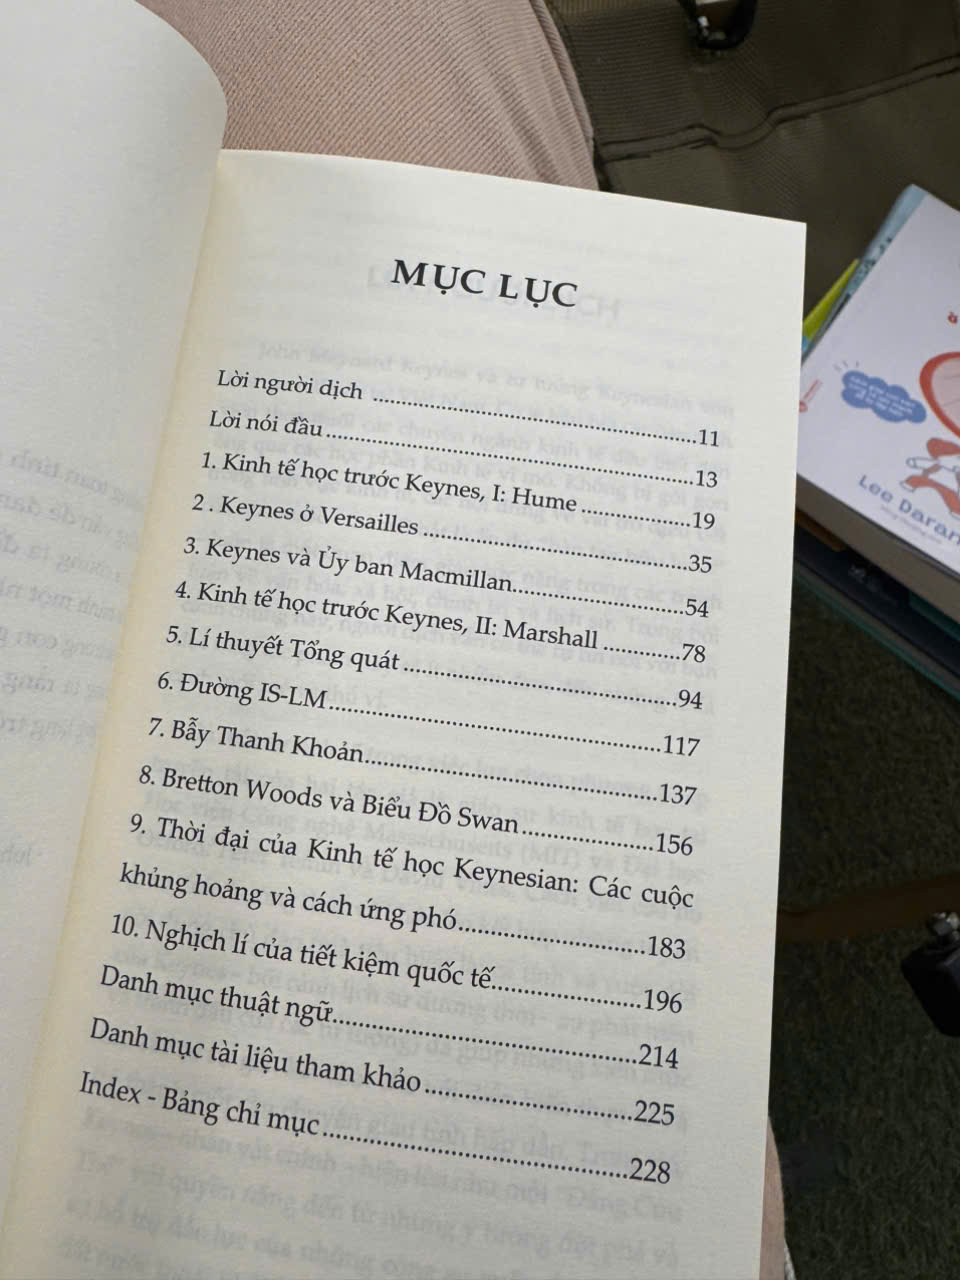 MỤC LỤC
Lời người dịch ........................................................11
Lời nói đầu ..............................................................13
1. Kinh tế học trước Keynes, I: Hume ................19
2 . Keynes ở Versailles ..........................................35
3. Keynes và Ủy ban Macmillan..........................54
4. Kinh tế học trước Keynes, II: Marshall ...........78
5. Lí thuyết Tổng quát ..........................................94
6. Đường IS-LM...................................................117
7. Bẫy Thanh Khoản............................................137
8. Bretton Woods và Biểu Đồ Swan....................156
9. Thời đại của Kinh tế học Keynesian: Các cuộc
khủng hoảng và cách ứng phó...........................183
10. Nghịch lí của tiết kiệm quốc tế.....................196
Danh mục thuật ngữ...........................................214
Danh mục tài liệu tham khảo .............................225
Index - Bảng chỉ mục ..........................................228
Lee Daran